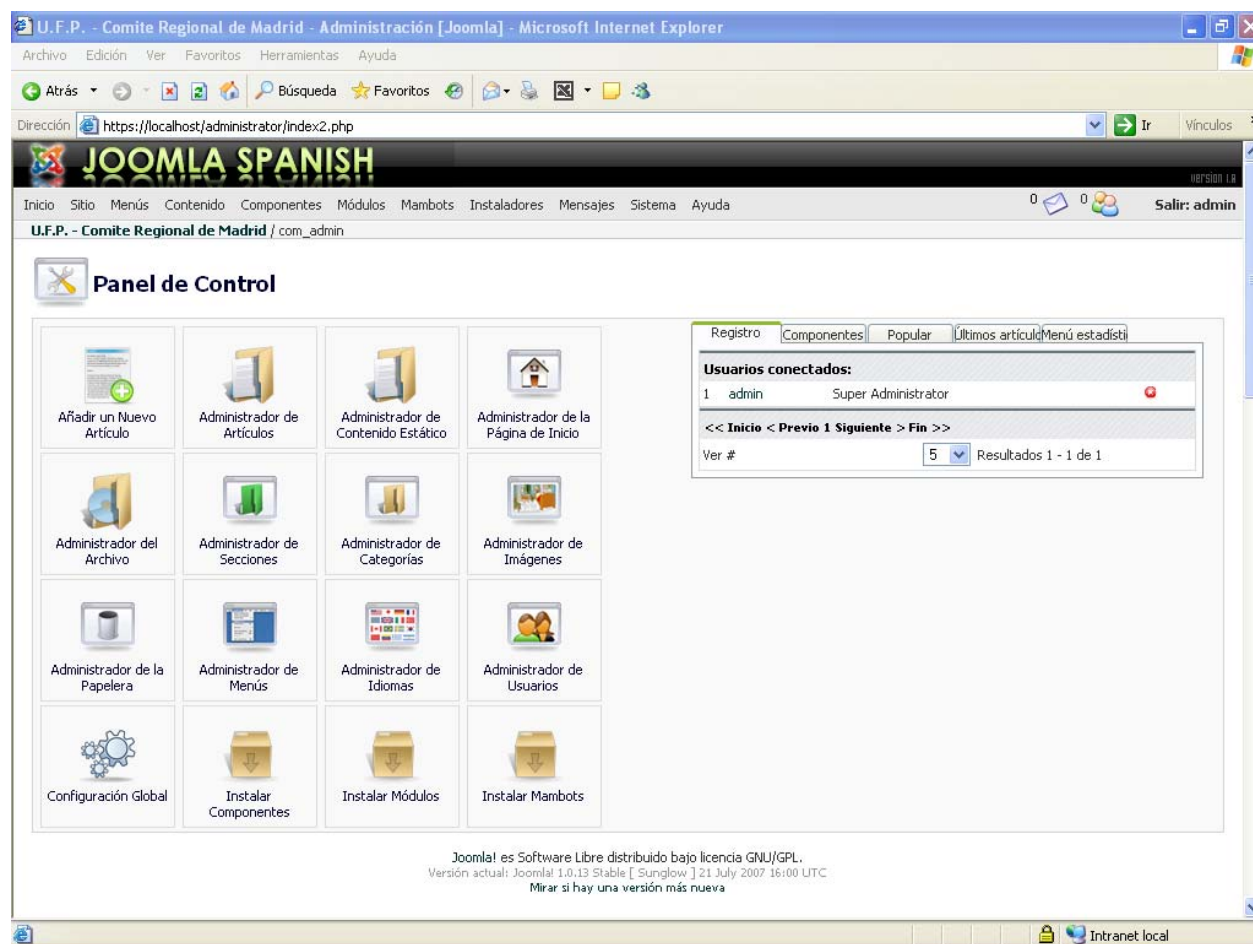 U.F.P. - Comite Regional de Madrid - Administración [Joomla] - Microsoft Internet Explorer
Archivo Edición Ver Favoritos Herramientas Ayuda
Atrás Búsqueda Favoritos
Dirección https://localhost/administrator/index2.php Ir Vínculos
JOOMLA SPANISH
version 1.8
Inicio Sitio Menús Contenido Componentes Módulos Mambots Instaladores Mensajes Sistema Ayuda 0 0 Salir: admin
U.F.P. - Comite Regional de Madrid / com_admin
Panel de Control
Registro Componentes Popular Últimos artícul Menú estadísti
Usuarios conectados:
1 admin Super Administrator
<< Inicio < Previo 1 Siguiente > Fin >>
Ver # 5 Resultados 1 - 1 de 1
Añadir un Nuevo
Artículo
Administrador de
Artículos
Administrador de
Contenido Estático
Administrador de la
Página de Inicio
Administrador del
Archivo
Administrador de
Secciones
Administrador de
Categorías
Administrador de
Imágenes
Administrador de la
Papelera
Administrador de
Menús
Administrador de
Idiomas
Administrador de
Usuarios
Configuración Global
Instalar
Componentes
Instalar Módulos
Instalar Mambots
Joomla! es Software Libre distribuido bajo licencia GNU/GPL.
Versión actual: Joomla! 1.0.13 Stable [ Sunglow ] 21 July 2007 16:00 UTC
Mirar si hay una versión más nueva
Intranet local